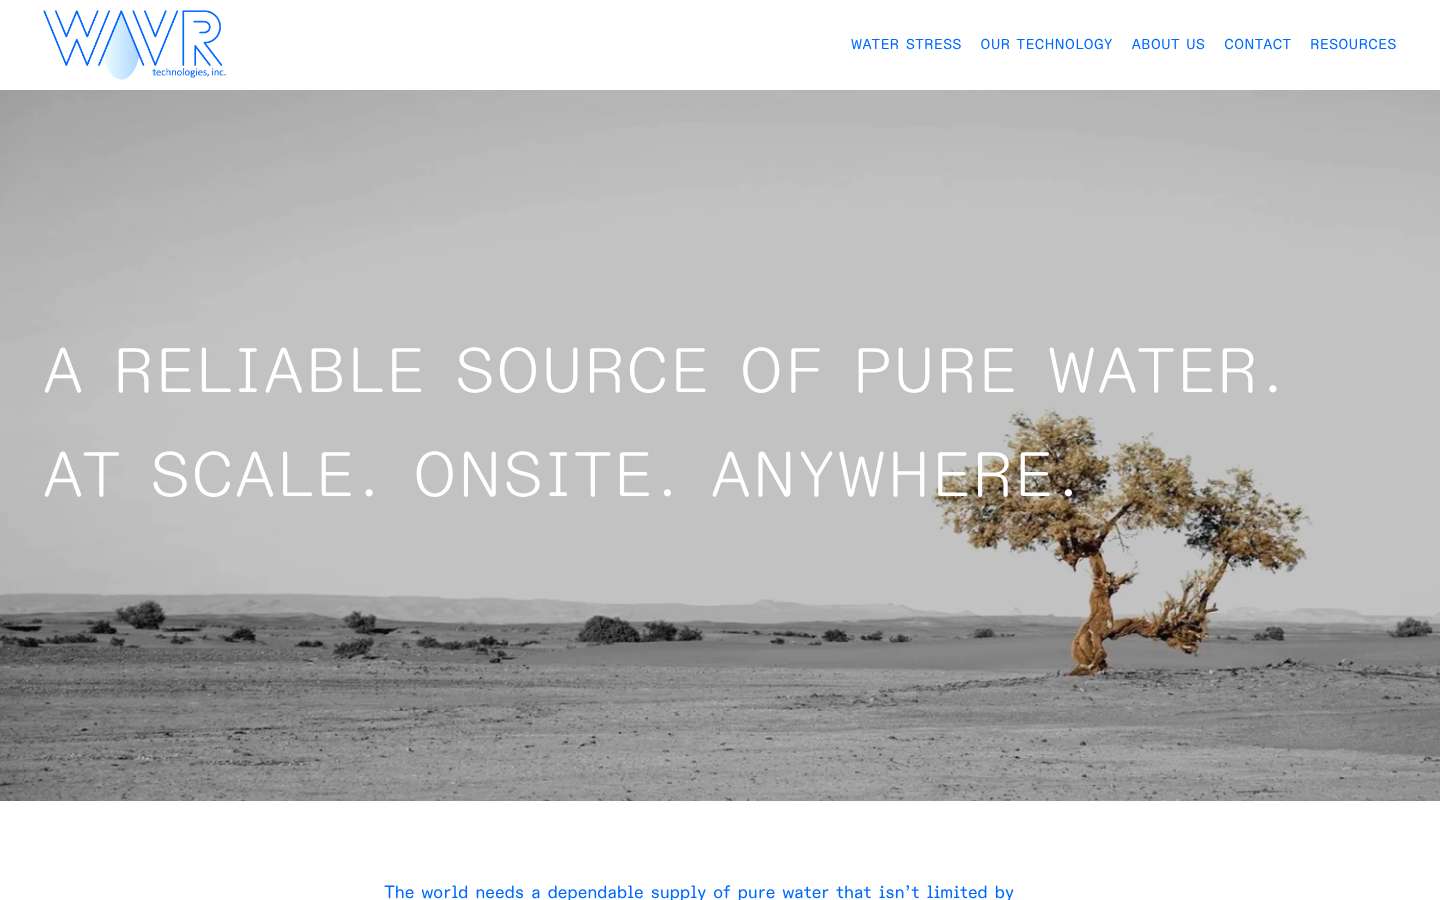 WAVR
technologies, inc.
WATER STRESS OUR TECHNOLOGY ABOUT US CONTACT RESOURCES
A RELIABLE SOURCE OF PURE WATER.
AT SCALE. ONSITE. ANYWHERE.
The world needs a dependable supply of pure water that isn’t limited by